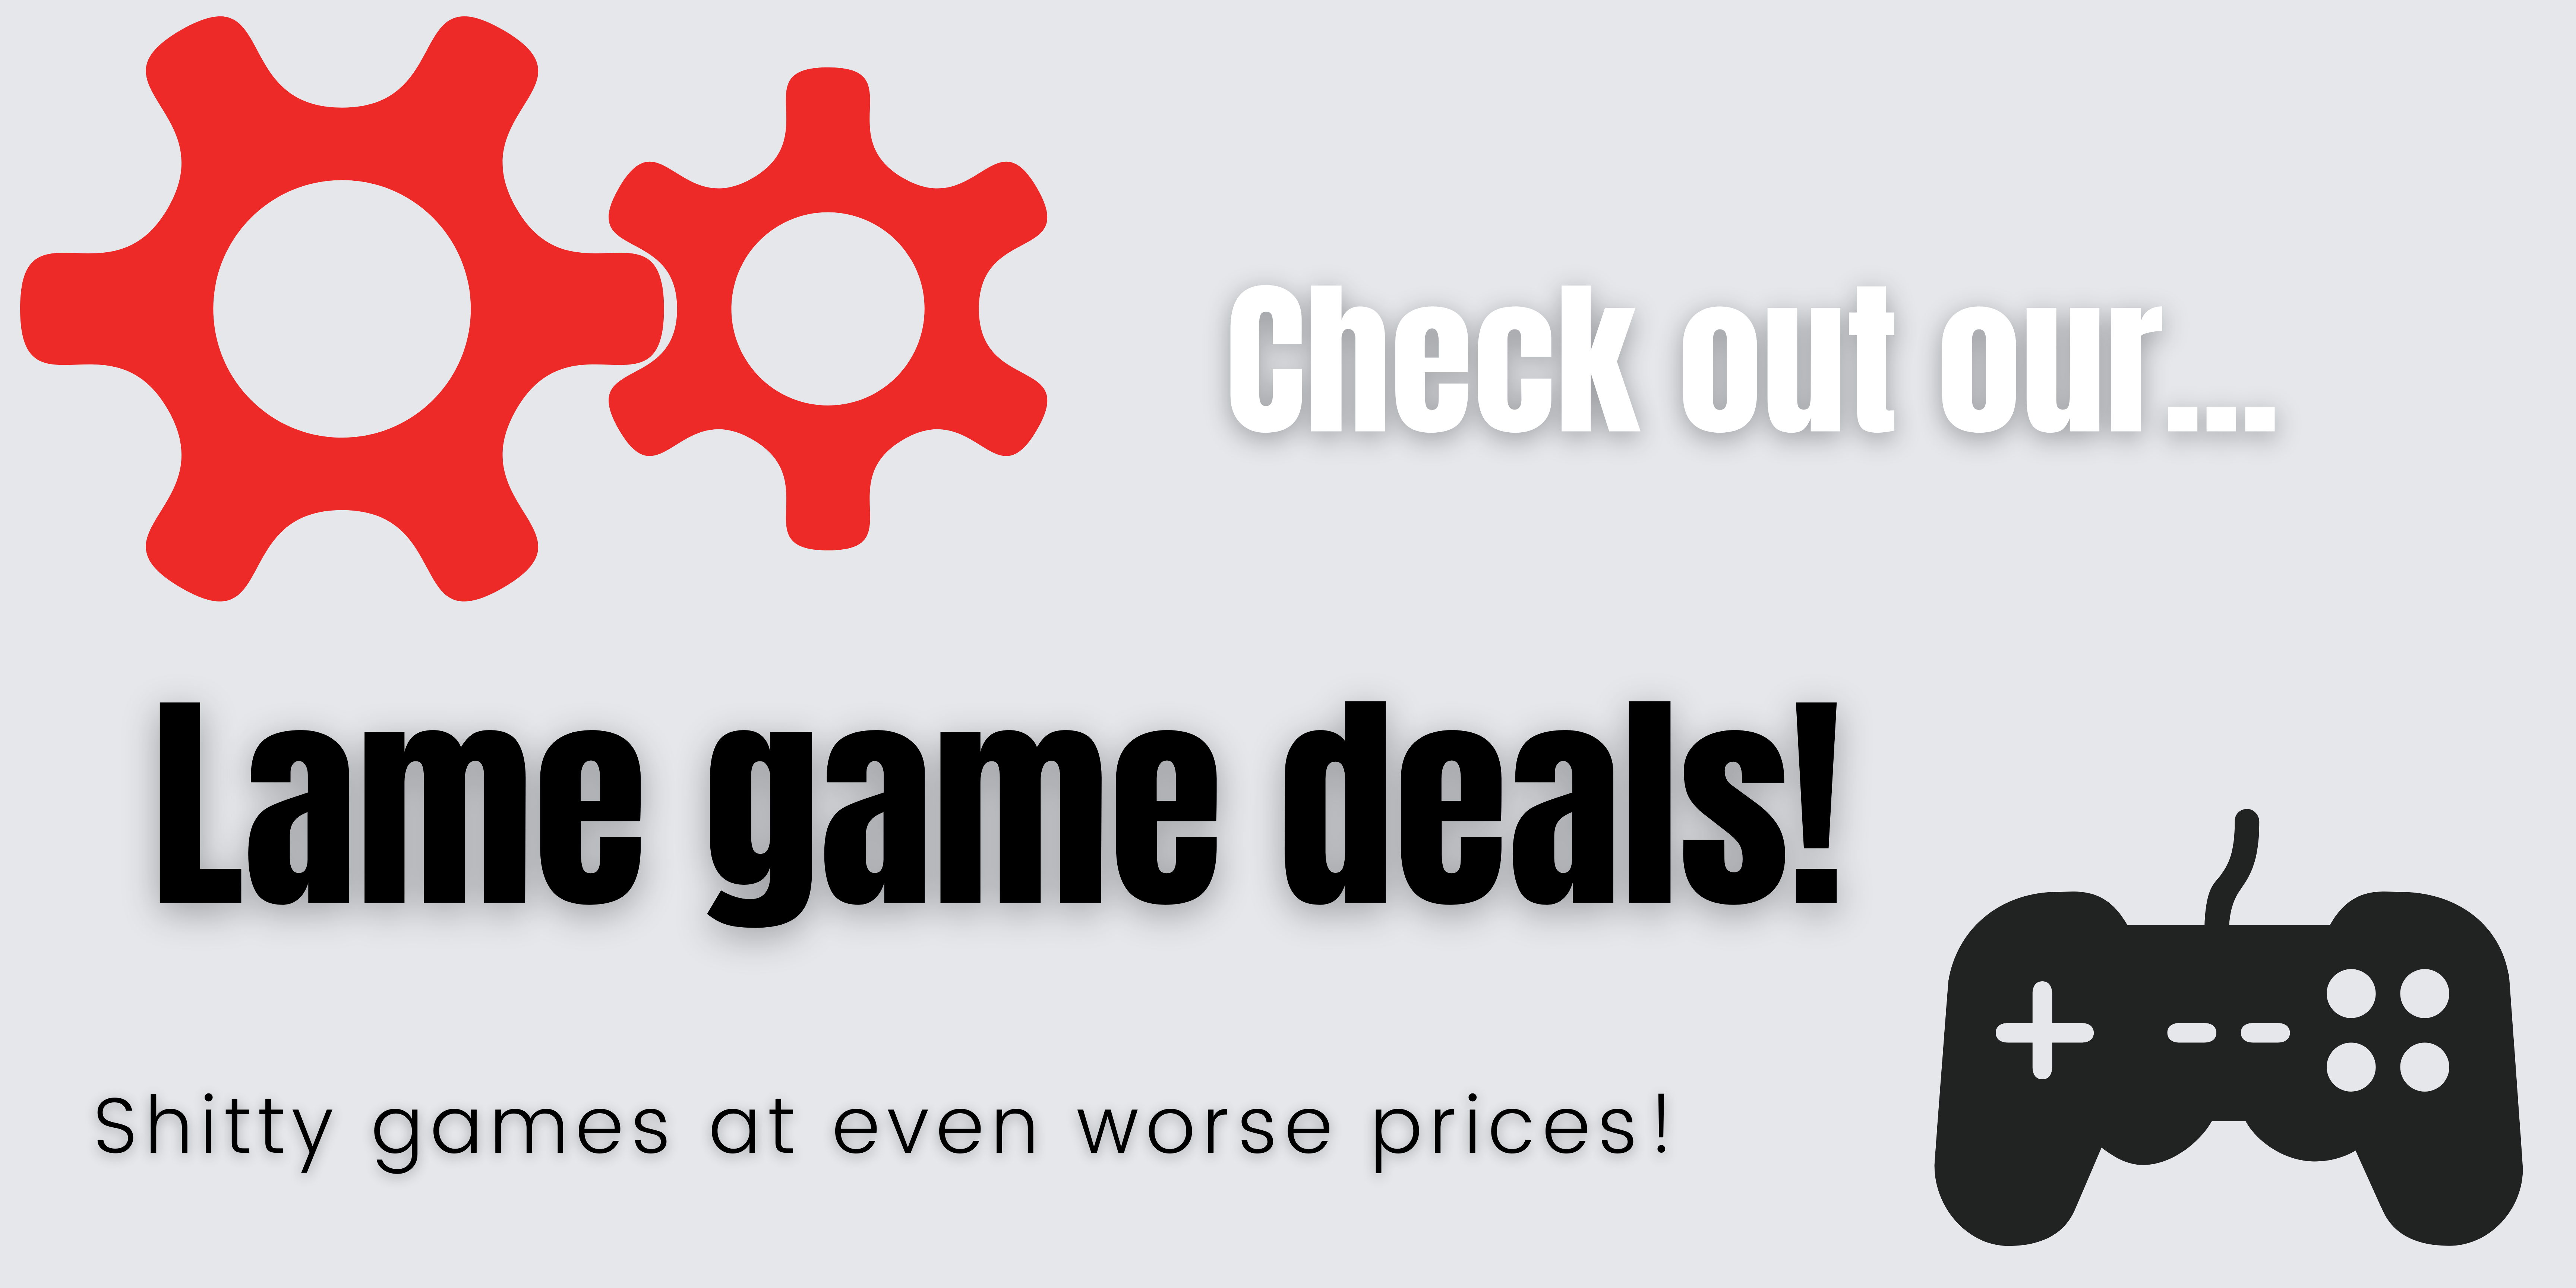 Check out our...
Lame game deals!
Shitty games at even worse prices!